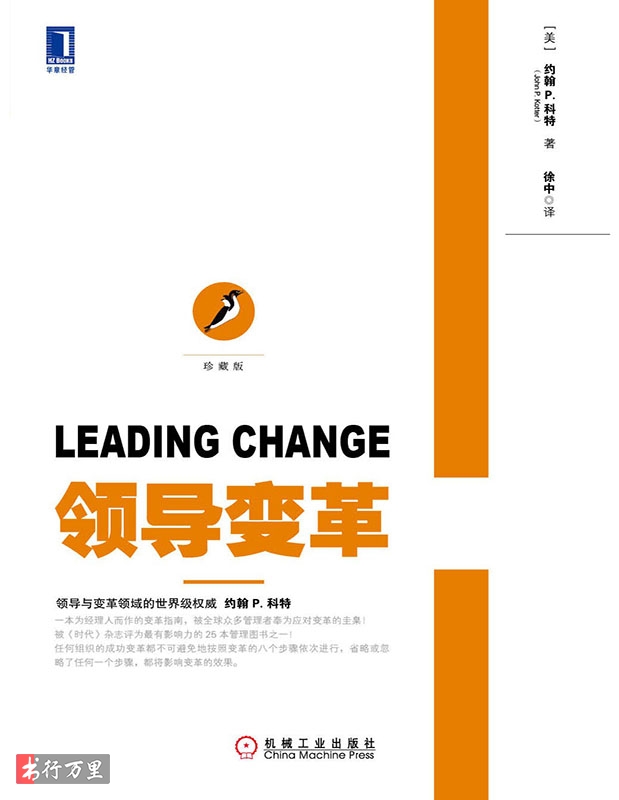 HZ Books
华章经管
[美]
约翰 P. 科特
(John P. Kotter)
著
徐中◎译
珍藏版
LEADING CHANGE
领导变革
领导与变革领域的世界级权威 约翰 P. 科特
一本为经理人而作的变革指南，被全球众多管理者奉为应对变革的圭臬！
被《时代》杂志评为最有影响力的 25 本管理图书之一！
任何组织的成功变革都不可避免地按照变革的八个步骤依次进行，省略或忽
略了任何一个步骤，都将影响变革的效果。
机械工业出版社
China Machine Press
书行万里